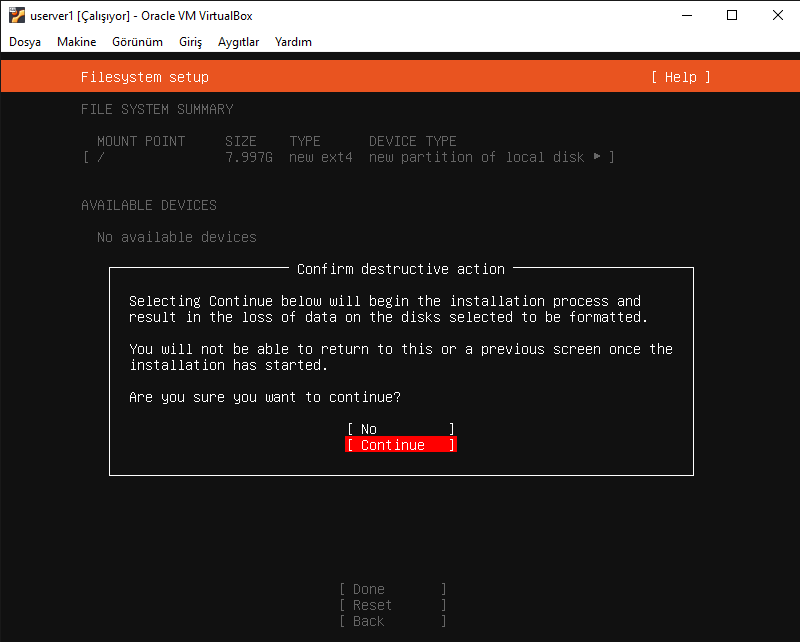 userver1 [Çalışıyor] - Oracle VM VirtualBox
Dosya Makine Görünüm Giriş Aygıtlar Yardım
Filesystem setup [ Help ]
FILE SYSTEM SUMMARY
MOUNT POINT SIZE TYPE DEVICE TYPE
[ / 7.997G new ext4 new partition of local disk ▸ ]
AVAILABLE DEVICES
No available devices
Confirm destructive action
Selecting Continue below will begin the installation process and
result in the loss of data on the disks selected to be formatted.
You will not be able to return to this or a previous screen once the
installation has started.
Are you sure you want to continue?
[ No ]
[ Continue ]
[ Done ]
[ Reset ]
[ Back ]